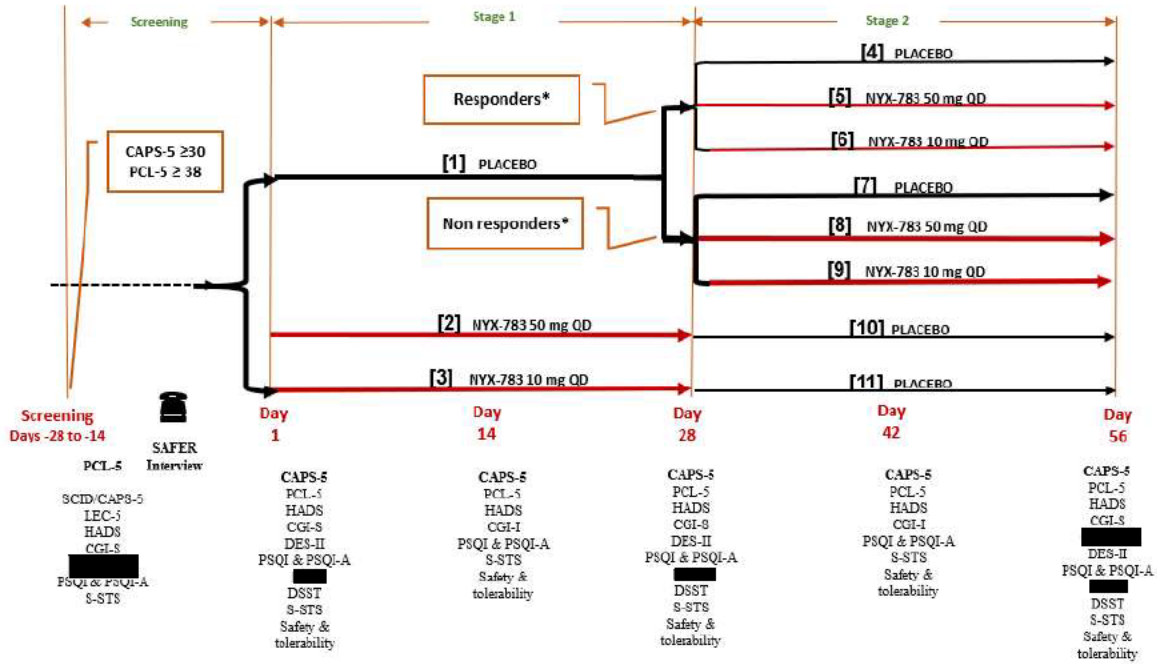 Screening
Stage 1
Stage 2
[4] PLACEBO
Responders*
[5] NYX-783 50 mg QD
CAPS-5 ≥30
PCL-5 ≥ 38
[6] NYX-783 10 mg QD
[1] PLACEBO
[7] PLACEBO
Non responders*
[8] NYX-783 50 mg QD
[9] NYX-783 10 mg QD
[2] NYX-783 50 mg QD
[10] PLACEBO
[3] NYX-783 10 mg QD
[11] PLACEBO
Screening
Days -28 to -14
SAFER
Interview
Day
1
Day
14
Day
28
Day
42
Day
56
PCL-5
SCID/CAPS-5
LEC-5
HADS
CGI-S
PSQI & PSQI-A
S-STS
CAPS-5
PCL-5
HADS
CGI-S
DES-II
PSQI & PSQI-A
DSST
S-STS
Safety &
tolerability
CAPS-5
PCL-5
HADS
CGI-I
PSQI & PSQI-A
S-STS
Safety &
tolerability
CAPS-5
PCL-5
HADS
CGI-S
DES-II
PSQI & PSQI-A
DSST
S-STS
Safety &
tolerability
CAPS-5
PCL-5
HADS
CGI-I
PSQI & PSQI-A
S-STS
Safety &
tolerability
CAPS-5
PCL-5
HADS
CGI-S
DES-II
PSQI & PSQI-A
DSST
S-STS
Safety &
tolerability